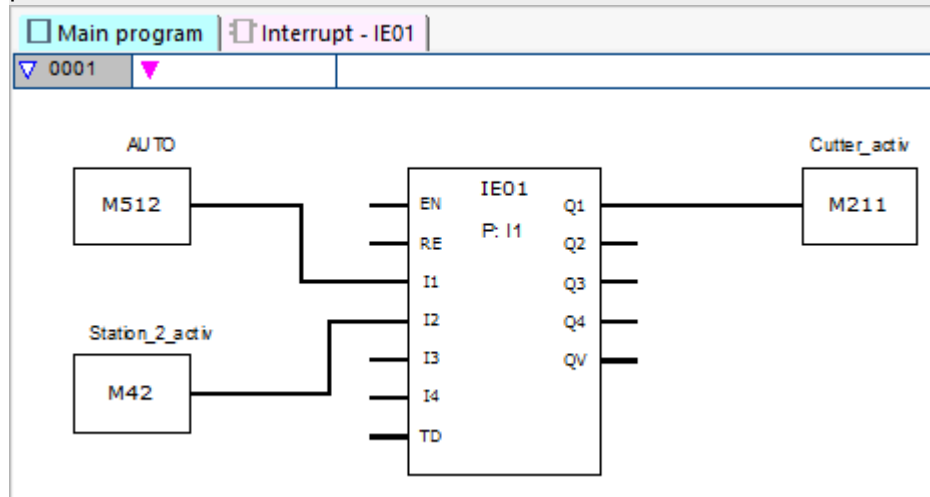 Main program Interrupt - IE01
0001
AUTO
M512
Station_2_activ
M42
IE01
P: I1
EN
RE
I1
I2
I3
I4
TD
Q1
Q2
Q3
Q4
QV
Cutter_activ
M211